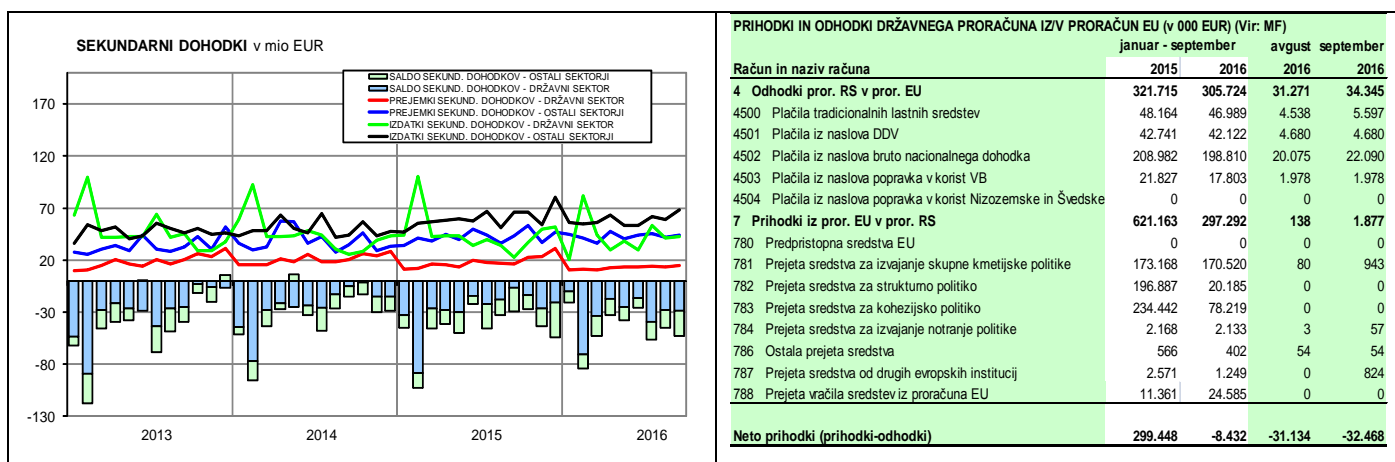 SEKUNDARNI DOHODKI v mio EUR
SALDO SEKUND. DOHODKOV - OSTALI SEKTORJI
SALDO SEKUND. DOHODKOV - DRŽAVNI SEKTOR
PREJEMKI SEKUND. DOHODKOV - DRŽAVNI SEKTOR
PREJEMKI SEKUND. DOHODKOV - OSTALI SEKTORJI
IZDATKI SEKUND. DOHODKOV - DRŽAVNI SEKTOR
IZDATKI SEKUND. DOHODKOV - OSTALI SEKTORJI
170
120
70
20
-30
-80
-130
2013 2014 2015 2016
PRIHODKI IN ODHODKI DRŽAVNEGA PRORAČUNA IZ/V PRORAČUN EU (v 000 EUR) (Vir: MF)
januar - september avgust september
Račun in naziv računa 2015 2016 2016 2016
4 Odhodki pror. RS v pror. EU 321.715 305.724 31.271 34.345
4500 Plačila tradicionalnih lastnih sredstev 48.164 46.989 4.538 5.597
4501 Plačila iz naslova DDV 42.741 42.122 4.680 4.680
4502 Plačila iz naslova bruto nacionalnega dohodka 208.982 198.810 20.075 22.090
4503 Plačila iz naslova popravka v korist VB 21.827 17.803 1.978 1.978
4504 Plačila iz naslova popravka v korist Nizozemske in Švedske 0 0 0 0
7 Prihodki iz pror. EU v pror. RS 621.163 297.292 138 1.877
780 Predpristopna sredstva EU 0 0 0 0
781 Prejeta sredstva za izvajanje skupne kmetijske politike 173.168 170.520 80 943
782 Prejeta sredstva za strukturno politiko 196.887 20.185 0 0
783 Prejeta sredstva za kohezijsko politiko 234.442 78.219 0 0
784 Prejeta sredstva za izvajanje notranje politike 2.168 2.133 3 57
786 Ostala prejeta sredstva 566 402 54 54
787 Prejeta sredstva od drugih evropskih institucij 2.571 1.249 0 824
788 Prejeta vračila sredstev iz proračuna EU 11.361 24.585 0 0
Neto prihodki (prihodki-odhodki) 299.448 -8.432 -31.134 -32.468